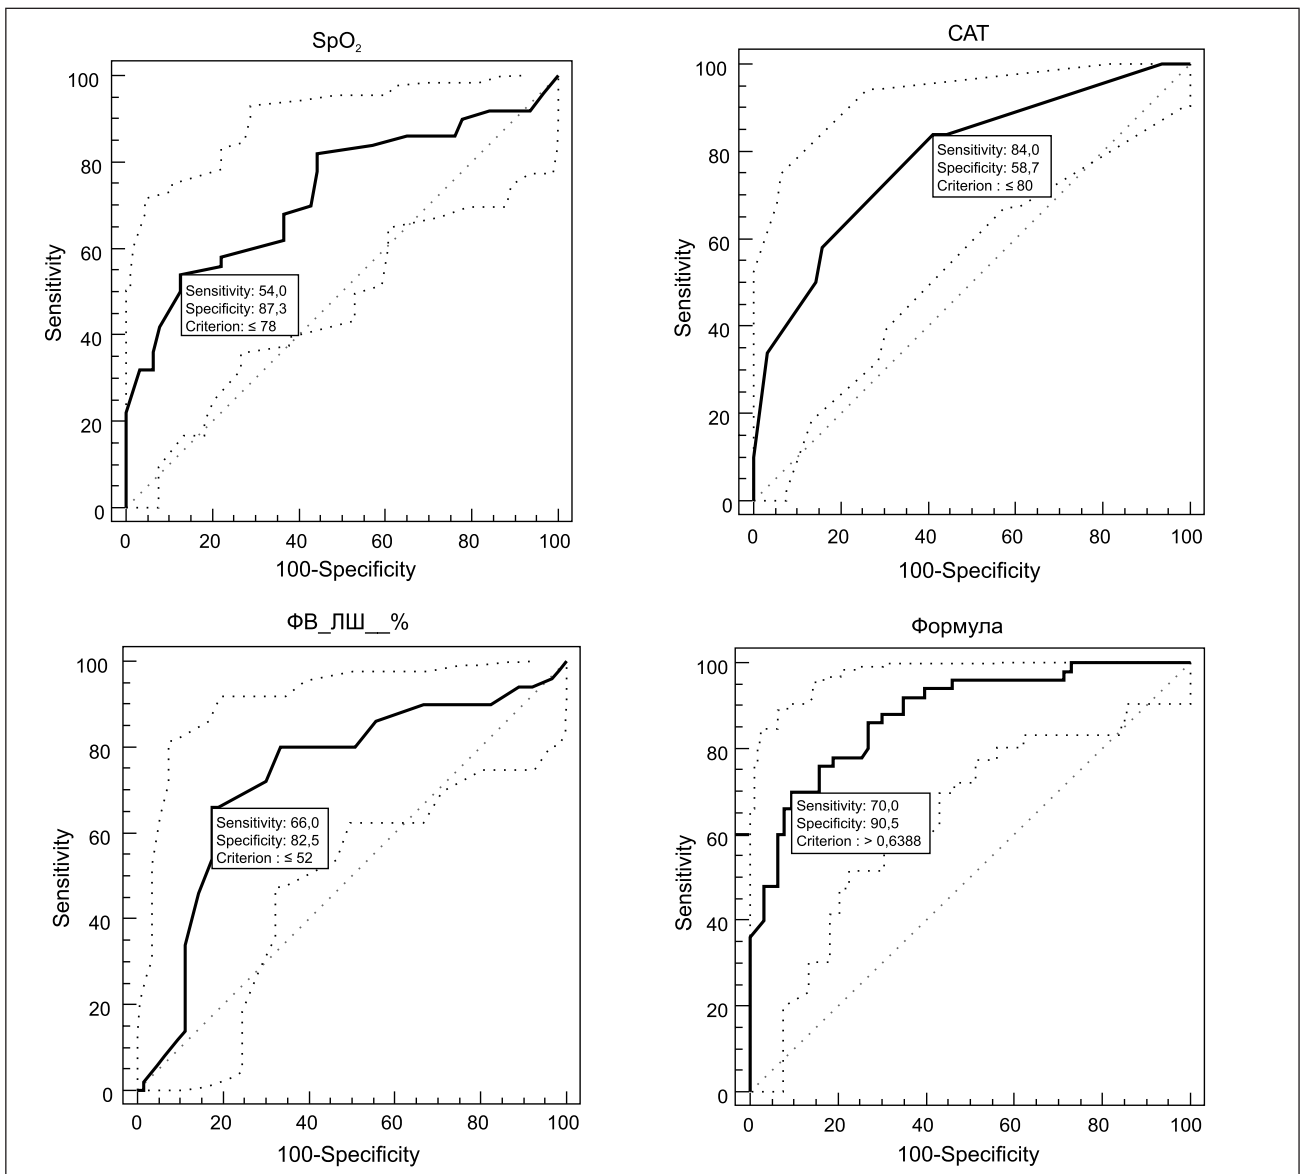 SpO₂
100
80
60
40
20
0
Sensitivity
Sensitivity: 54,0
Specificity: 87,3
Criterion: ≤ 78
0 20 40 60 80 100
100-Specificity
САТ
100
80
60
40
20
0
Sensitivity
Sensitivity: 84,0
Specificity: 58,7
Criterion : ≤ 80
0 20 40 60 80 100
100-Specificity
ФВ_ЛШ__%
100
80
60
40
20
0
Sensitivity
Sensitivity: 66,0
Specificity: 82,5
Criterion : ≤ 52
0 20 40 60 80 100
100-Specificity
Формула
100
80
60
40
20
0
Sensitivity
Sensitivity: 70,0
Specificity: 90,5
Criterion : > 0,6388
0 20 40 60 80 100
100-Specificity